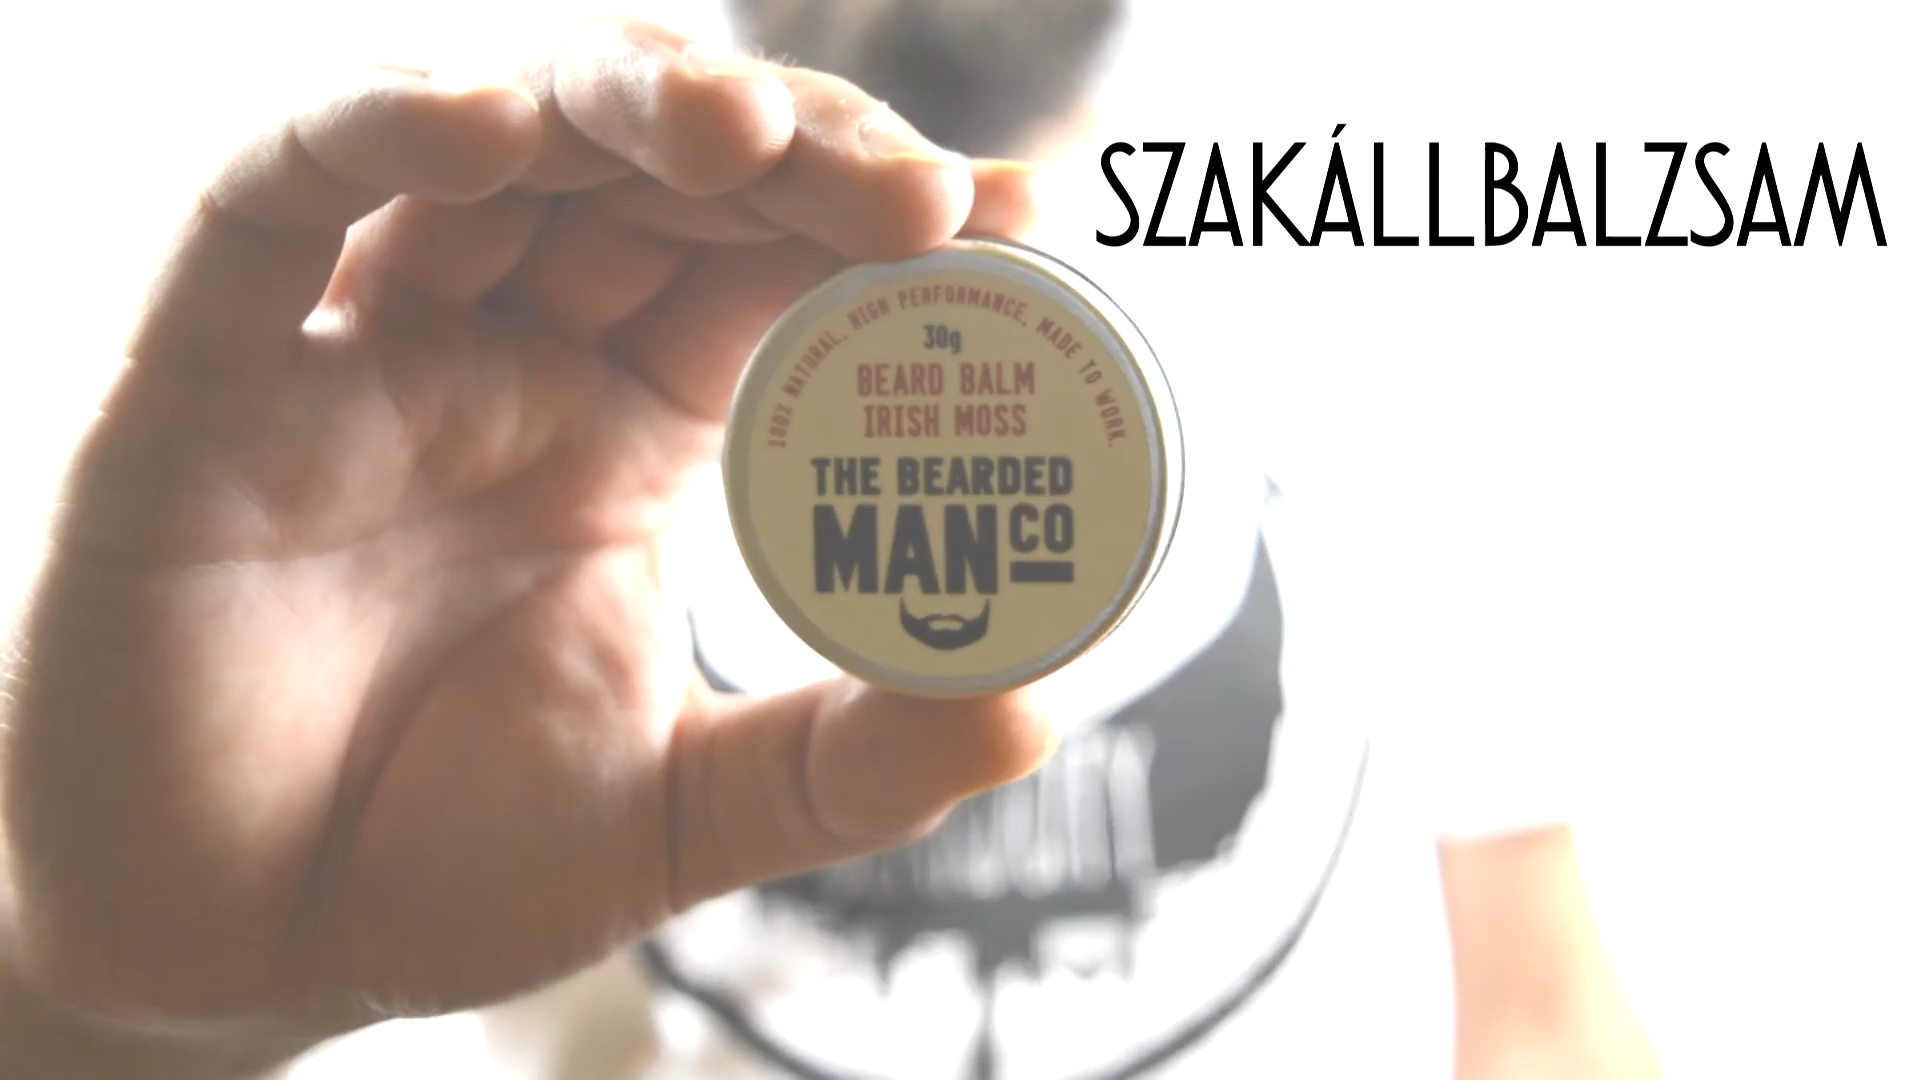 SZAKÁLLBALZSAM
100% NATURAL, HIGH PERFORMANCE, MADE TO WORK.
30g
BEARD BALM
IRISH MOSS
THE BEARDED
MAN CO